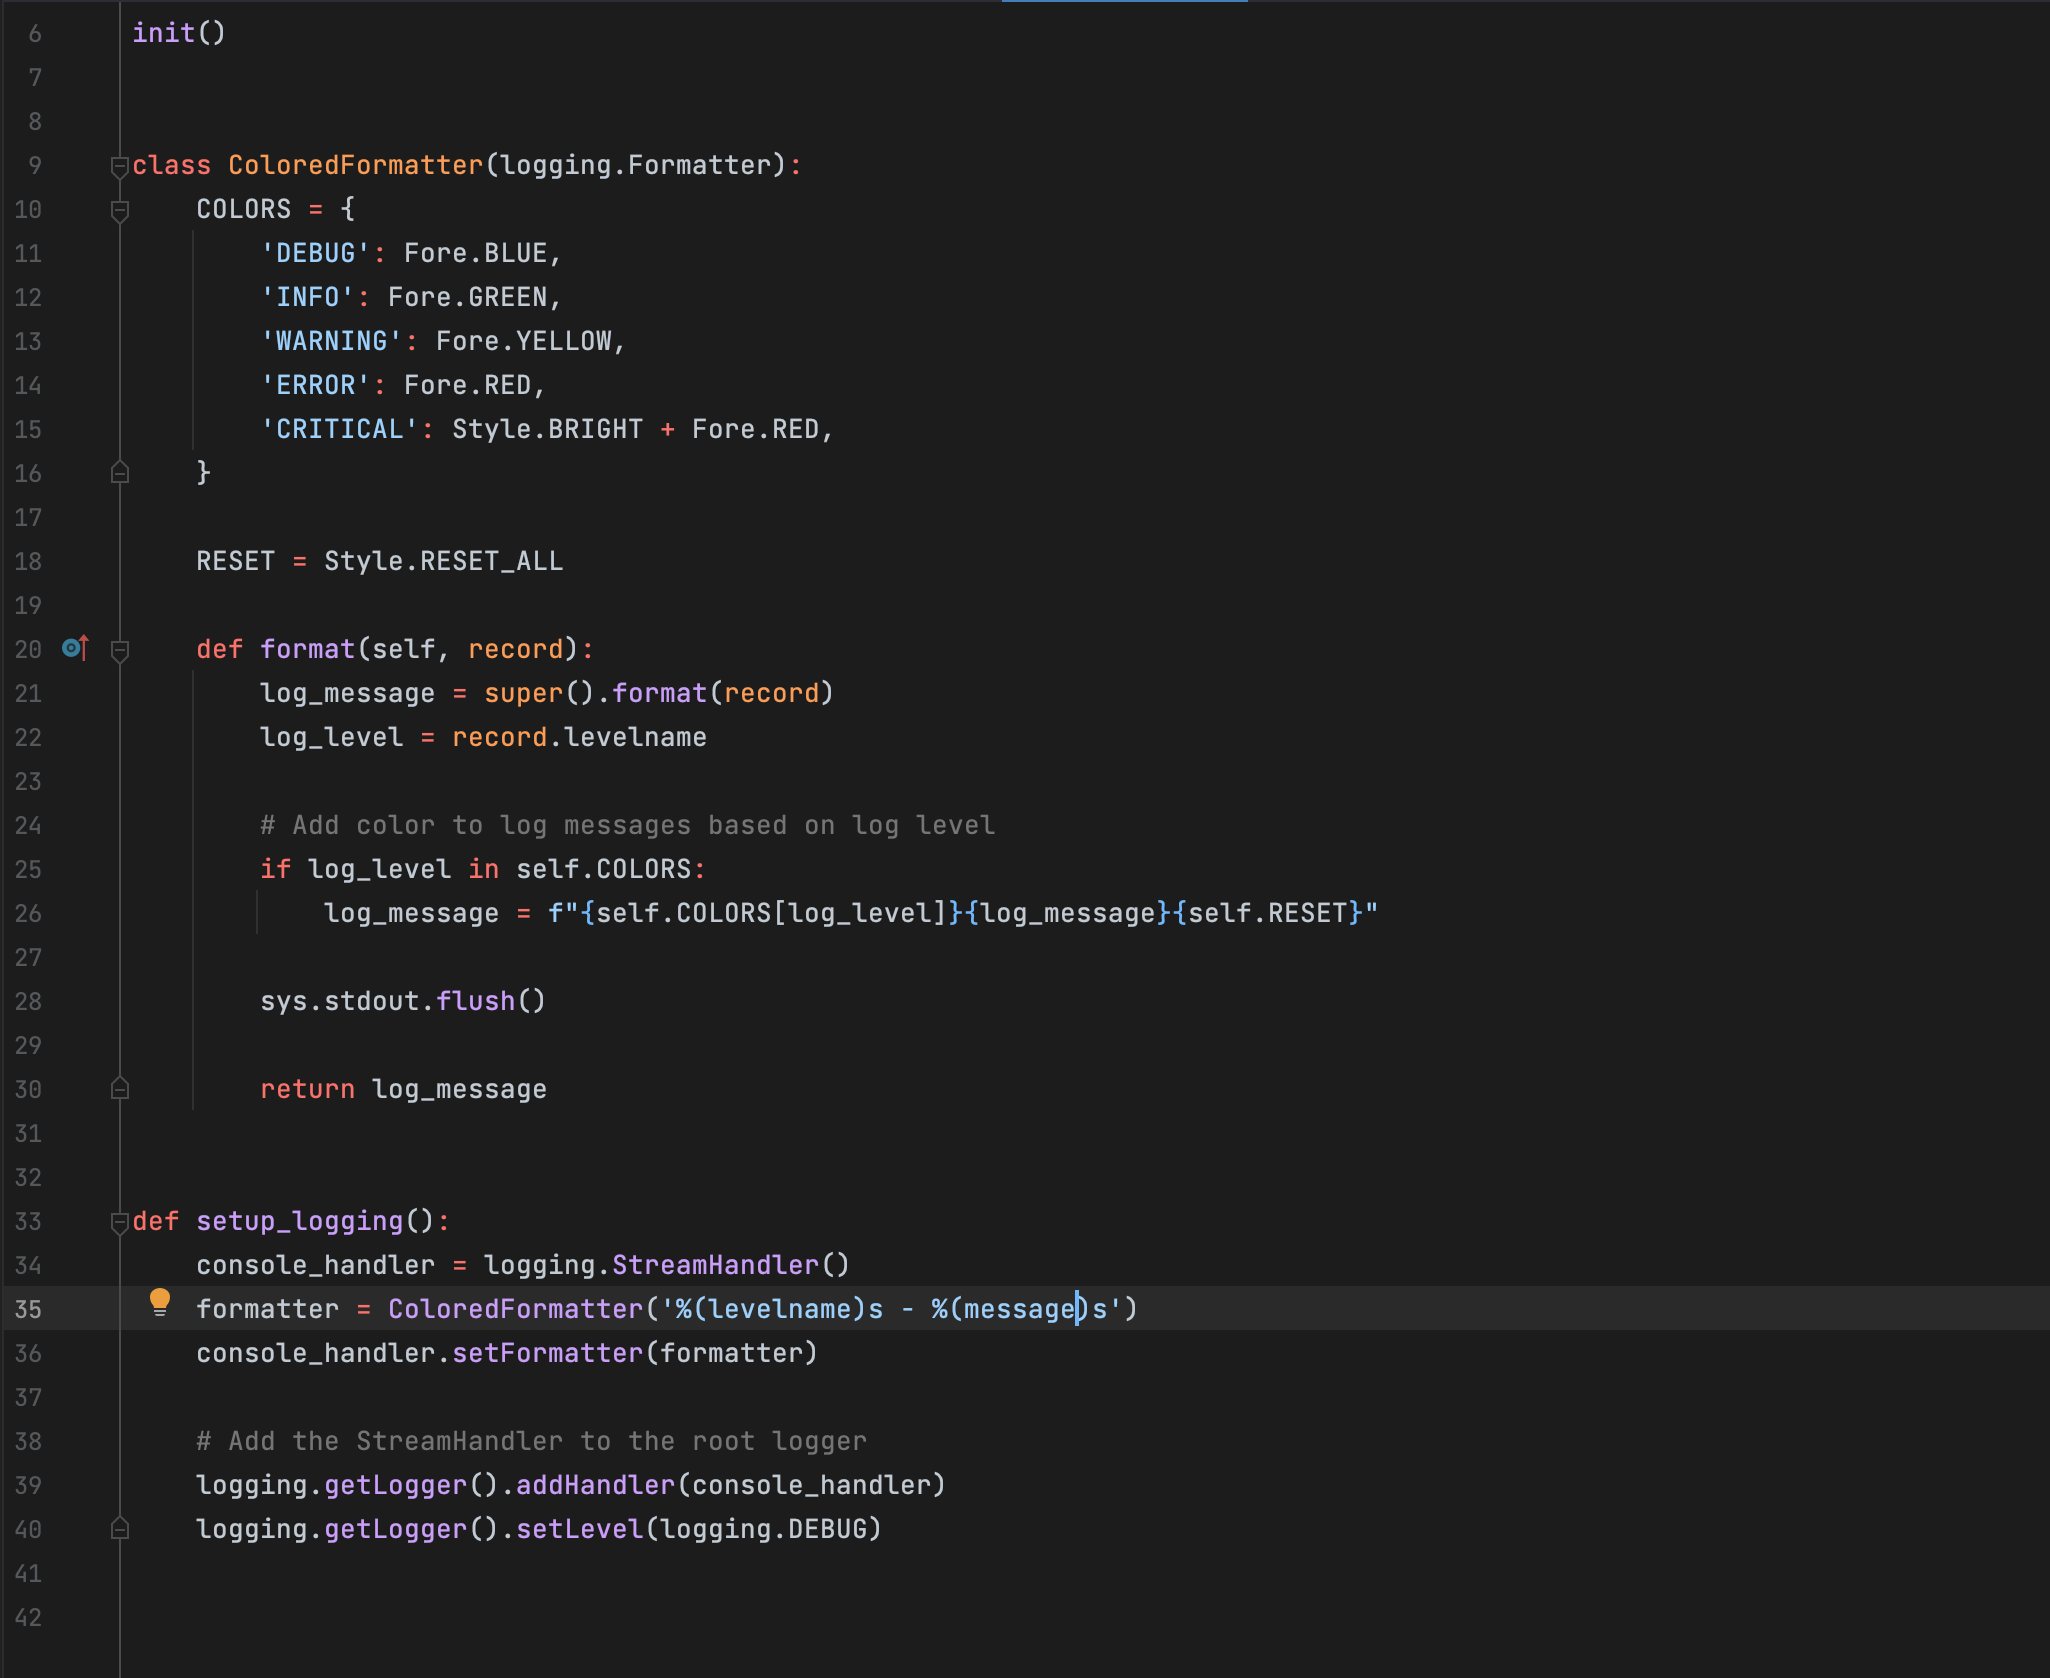 6 init()
7
8
9 class ColoredFormatter(logging.Formatter):
10     COLORS = {
11         'DEBUG': Fore.BLUE,
12         'INFO': Fore.GREEN,
13         'WARNING': Fore.YELLOW,
14         'ERROR': Fore.RED,
15         'CRITICAL': Style.BRIGHT + Fore.RED,
16     }
17
18     RESET = Style.RESET_ALL
19
20     def format(self, record):
21         log_message = super().format(record)
22         log_level = record.levelname
23
24         # Add color to log messages based on log level
25         if log_level in self.COLORS:
26             log_message = f"{self.COLORS[log_level]}{log_message}{self.RESET}"
27
28         sys.stdout.flush()
29
30         return log_message
31
32
33 def setup_logging():
34     console_handler = logging.StreamHandler()
35     formatter = ColoredFormatter('%(levelname)s - %(message)s')
36     console_handler.setFormatter(formatter)
37
38     # Add the StreamHandler to the root logger
39     logging.getLogger().addHandler(console_handler)
40     logging.getLogger().setLevel(logging.DEBUG)
41
42